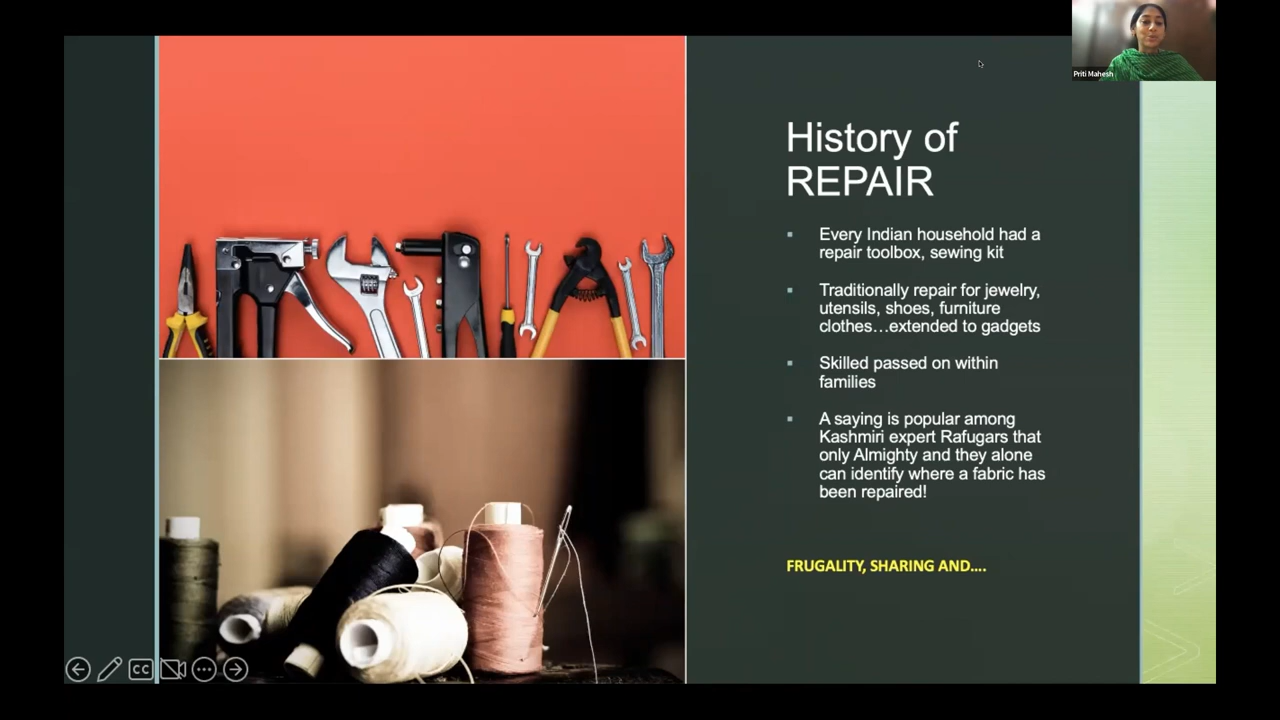 Priti Mahesh
History of
REPAIR
▪ Every Indian household had a
repair toolbox, sewing kit
▪ Traditionally repair for jewelry,
utensils, shoes, furniture
clothes…extended to gadgets
▪ Skilled passed on within
families
▪ A saying is popular among
Kashmiri expert Rafugars that
only Almighty and they alone
can identify where a fabric has
been repaired!
FRUGALITY, SHARING AND....
CC